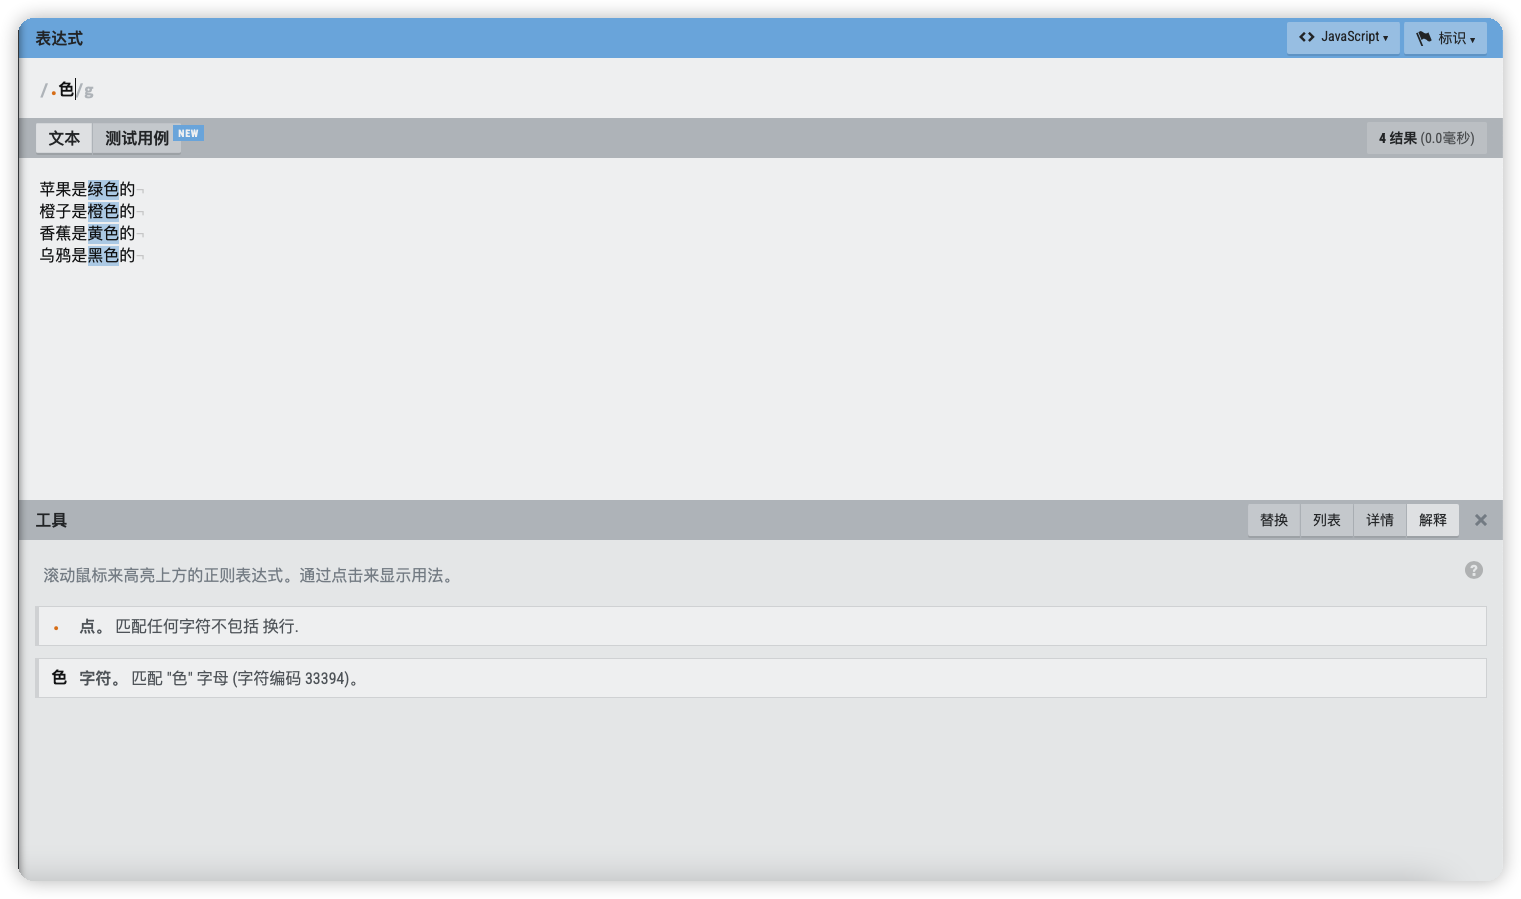 表达式
<> JavaScript ▾
标识 ▾
/.色/g
文本
测试用例 NEW
4 结果 (0.0毫秒)
苹果是绿色的¬
橙子是橙色的¬
香蕉是黄色的¬
乌鸦是黑色的¬
工具
替换 列表 详情 解释 ×
滚动鼠标来高亮上方的正则表达式。通过点击来显示用法。
?
. 点。 匹配任何字符不包括 换行.
色 字符。 匹配 "色" 字母 (字符编码 33394)。